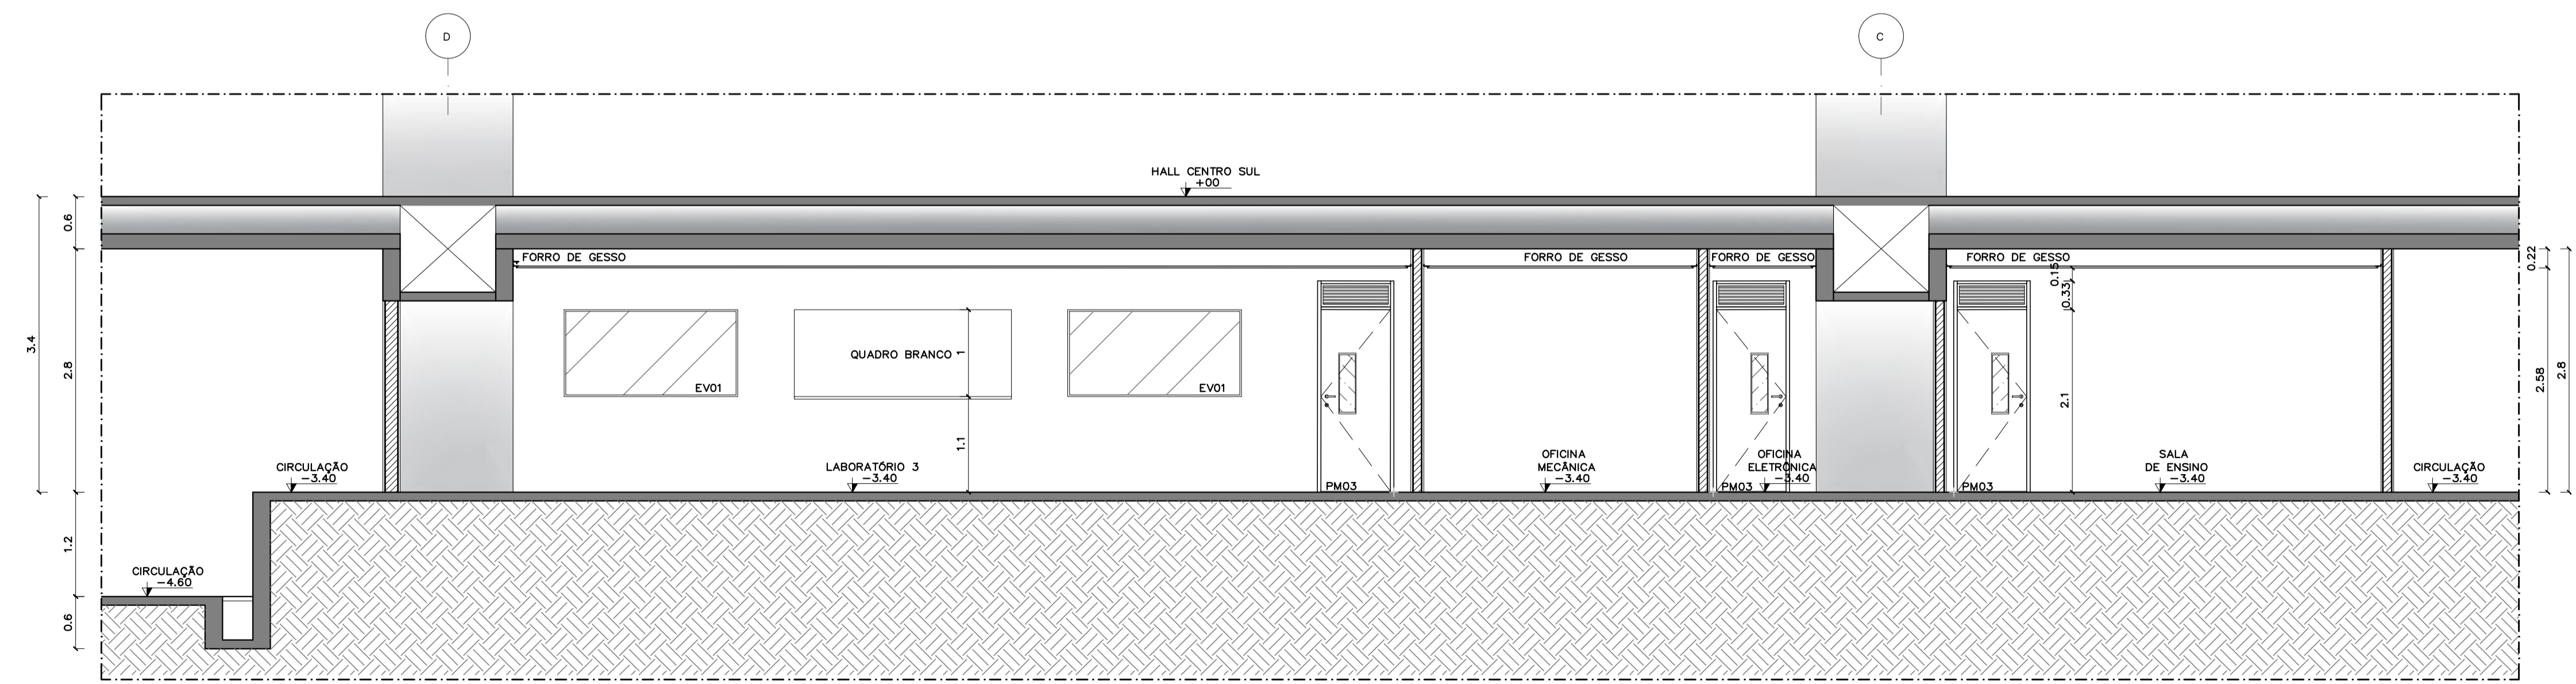 D
C
HALL CENTRO SUL
+00
0.6
FORRO DE GESSO
FORRO DE GESSO
FORRO DE GESSO
FORRO DE GESSO
0.22
0.15
0.33
3.4
2.8
QUADRO BRANCO
1
EV01
EV01
2.1
2.58
2.8
1.1
CIRCULAÇÃO
-3.40
LABORATÓRIO 3
-3.40
PM03
OFICINA
MECÂNICA
-3.40
OFICINA
ELETRÔNICA
-3.40
PM03
PM03
SALA
DE ENSINO
-3.40
CIRCULAÇÃO
-3.40
1.2
CIRCULAÇÃO
-4.60
0.6